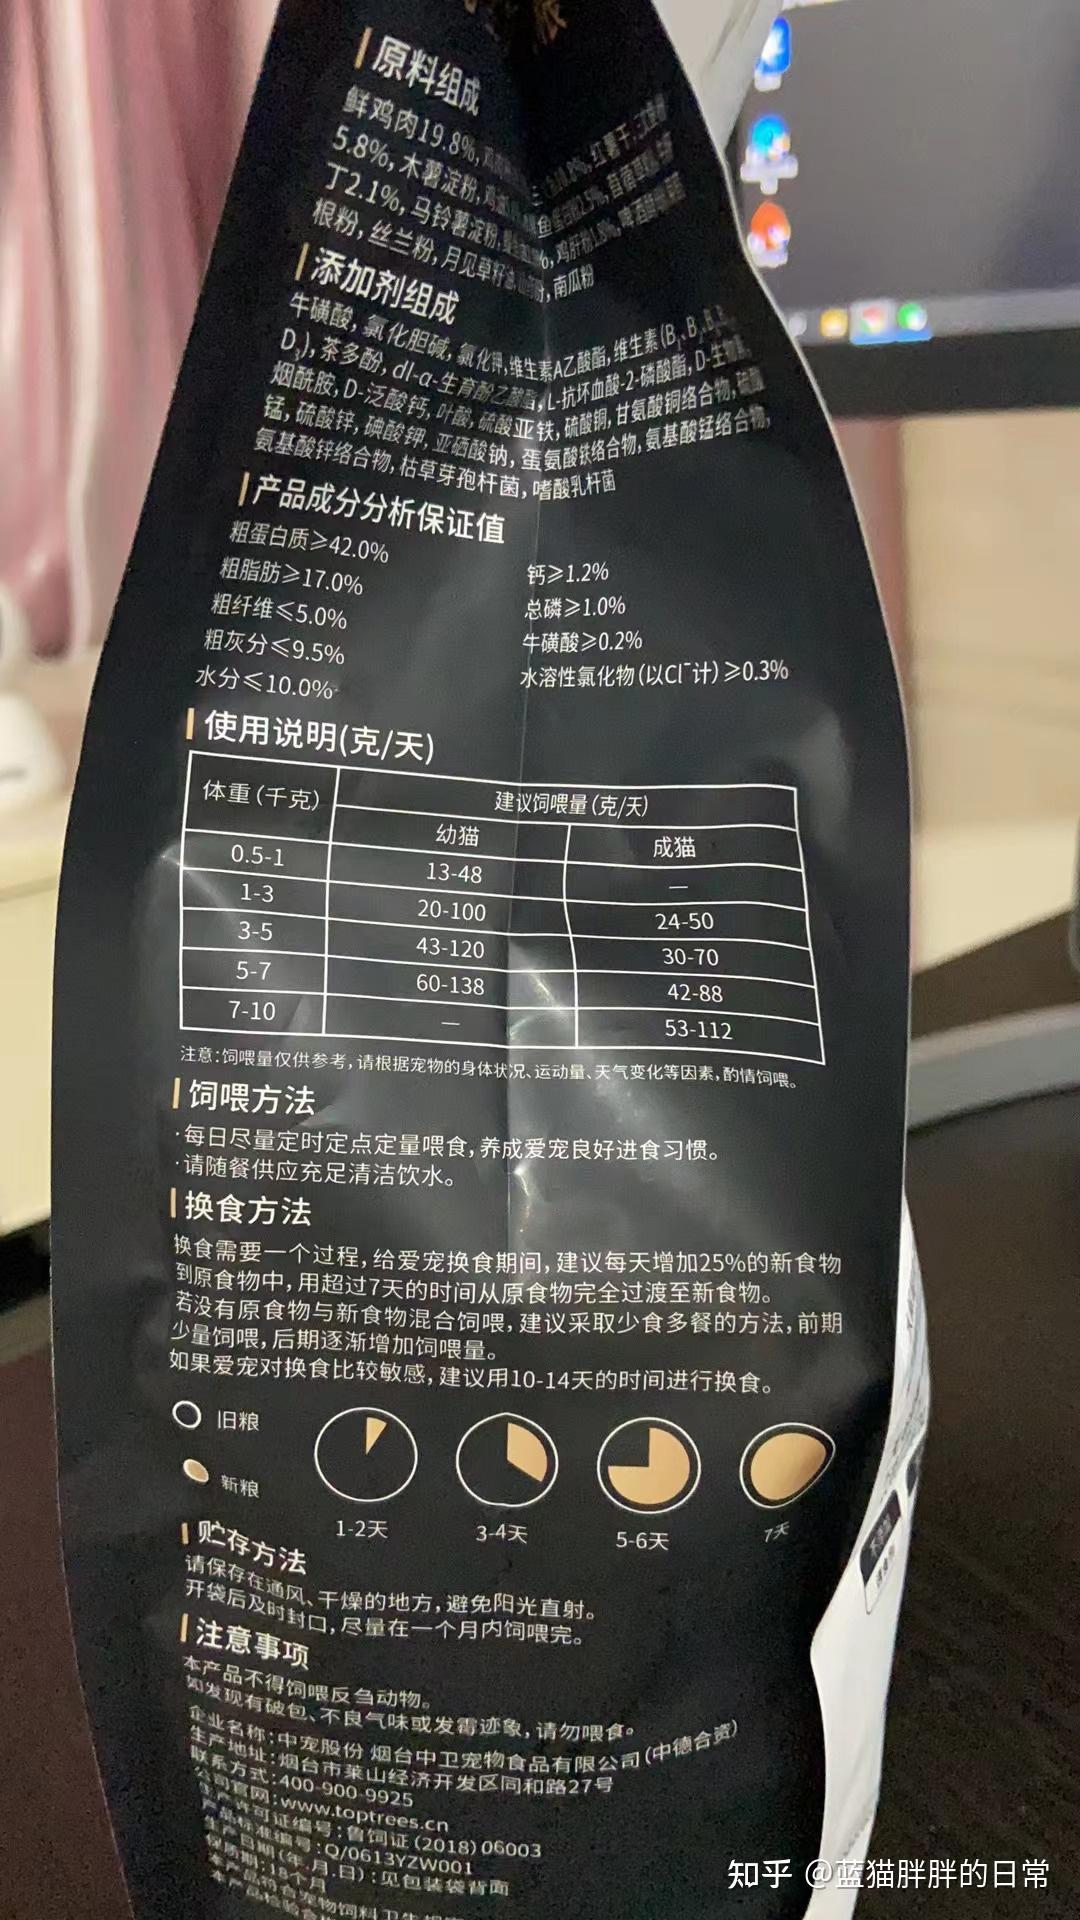 原料组成
鲜鸡肉19.8%,
5.8%, 木薯淀粉,
丁2.1%, 马铃薯淀粉, 鸡肝粉
根粉, 丝兰粉, 月见草籽油, 南瓜粉
添加剂组成
牛磺酸, 氯化胆碱, 氯化钾, 维生素A乙酸酯, 维生素(B
D₃), 茶多酚, dl-α-生育酚乙酸酯, L-抗坏血酸-2-磷酸酯, D-生物素,
烟酰胺, D-泛酸钙, 叶酸, 硫酸亚铁, 硫酸铜, 甘氨酸铜络合物, 硫酸
锰, 硫酸锌, 碘酸钾, 亚硒酸钠, 蛋氨酸铁络合物, 氨基酸锰络合物,
氨基酸锌络合物, 枯草芽孢杆菌, 嗜酸乳杆菌
产品成分分析保证值
粗蛋白质≥42.0%
粗脂肪≥17.0%
粗纤维≤5.0%
粗灰分≤9.5%
水分≤10.0%
钙≥1.2%
总磷≥1.0%
牛磺酸≥0.2%
水溶性氯化物(以Cl⁻计)≥0.3%
使用说明(克/天)
体重(千克) 建议饲喂量(克/天)
幼猫 成猫
0.5-1 13-48 —
1-3 20-100 24-50
3-5 43-120 30-70
5-7 60-138 42-88
7-10 — 53-112
注意:饲喂量仅供参考,请根据宠物的身体状况、运动量、天气变化等因素,酌情饲喂。
饲喂方法
·每日尽量定时定点定量喂食,养成爱宠良好进食习惯。
·请随餐供应充足清洁饮水。
换食方法
换食需要一个过程,给爱宠换食期间,建议每天增加25%的新食物
到原食物中,用超过7天的时间从原食物完全过渡至新食物。
若没有原食物与新食物混合饲喂,建议采取少食多餐的方法,前期
少量饲喂,后期逐渐增加饲喂量。
如果爱宠对换食比较敏感,建议用10-14天的时间进行换食。
旧粮
新粮
1-2天 3-4天 5-6天 7天
贮存方法
请保存在通风、干燥的地方,避免阳光直射。
开袋后及时封口,尽量在一个月内饲喂完。
注意事项
本产品不得饲喂反刍动物。
如发现有破包、不良气味或发霉迹象,请勿喂食。
企业名称:中宠股份 烟台中卫宠物食品有限公司(中德合资)
生产地址:烟台市莱山经济开发区同和路27号
联系方式:400-900-9925
公司官网:www.toptrees.cn
生产许可证编号:鲁饲证(2018)06003
产品标准编号:Q/0613YZW001
生产日期(年.月.日):见包装袋背面
保质期:18个月
本产品符合宠物饲料卫生规定
知乎 @蓝猫胖胖的日常